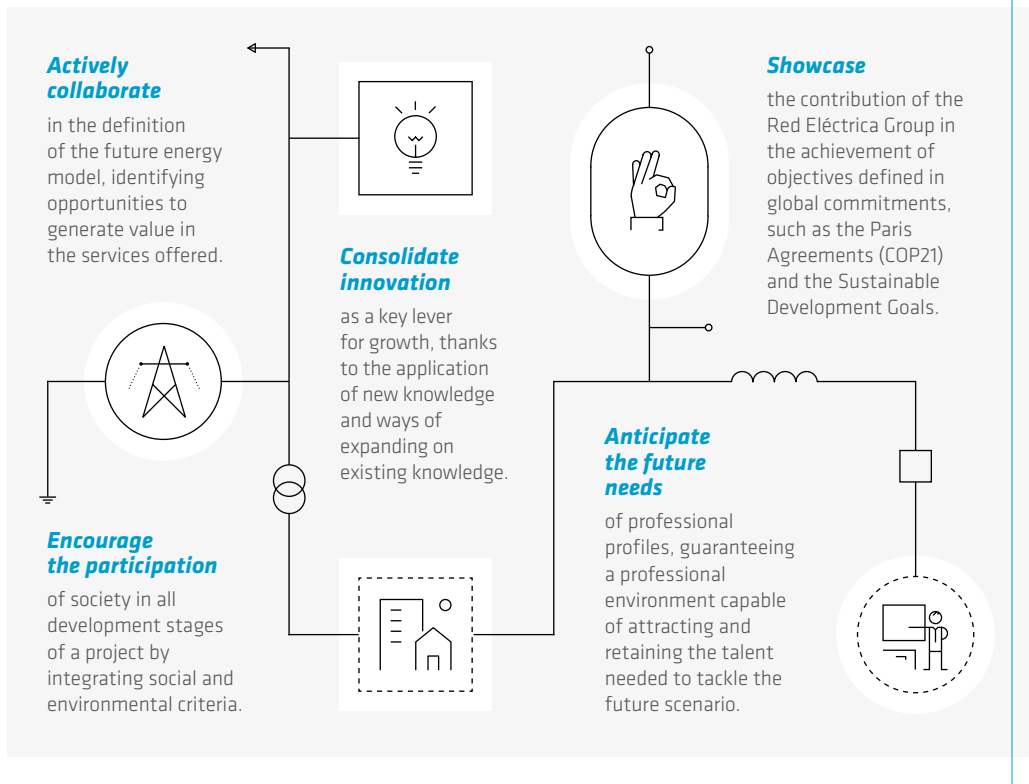 Actively
collaborate
in the definition
of the future energy
model, identifying
opportunities to
generate value in
the services offered.
Consolidate
innovation
as a key lever
for growth, thanks
to the application
of new knowledge
and ways of
expanding on
existing knowledge.
Showcase
the contribution of the
Red Eléctrica Group in
the achievement of
objectives defined in
global commitments,
such as the Paris
Agreements (COP21)
and the Sustainable
Development Goals.
Encourage
the participation
of society in all
development stages
of a project by
integrating social and
environmental criteria.
Anticipate
the future
needs
of professional
profiles, guaranteeing
a professional
environment capable
of attracting and
retaining the talent
needed to tackle the
future scenario.